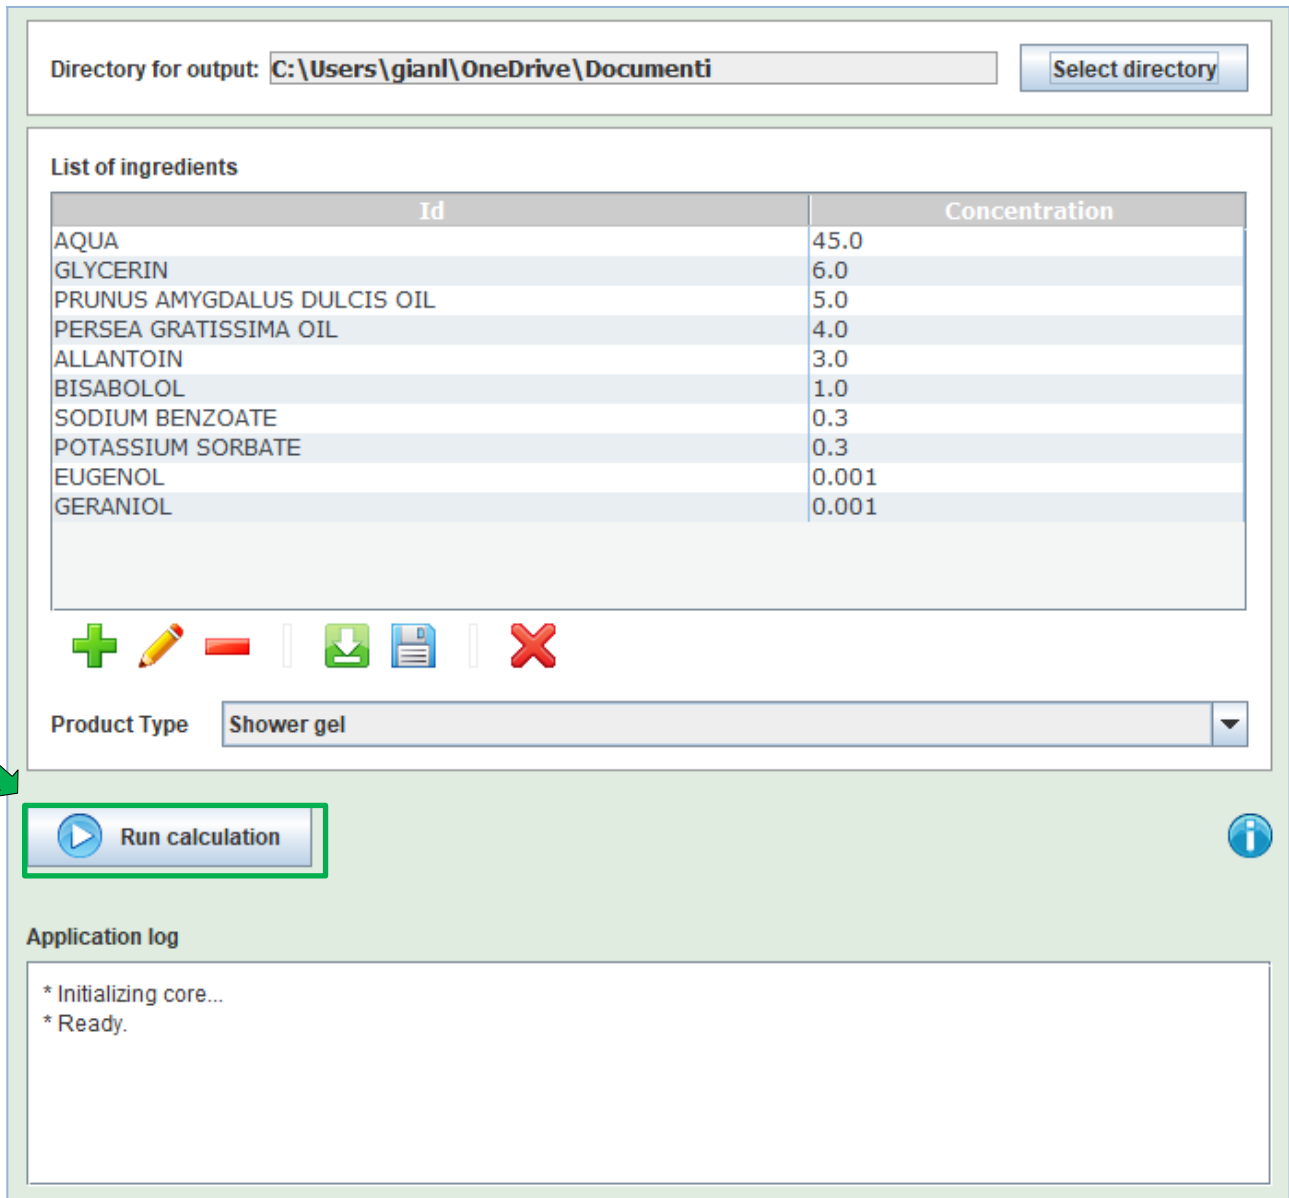 Directory for output: C:\Users\gianl\OneDrive\Documenti Select directory
List of ingredients
Id Concentration
AQUA 45.0
GLYCERIN 6.0
PRUNUS AMYGDALUS DULCIS OIL 5.0
PERSEA GRATISSIMA OIL 4.0
ALLANTOIN 3.0
BISABOLOL 1.0
SODIUM BENZOATE 0.3
POTASSIUM SORBATE 0.3
EUGENOL 0.001
GERANIOL 0.001
Product Type Shower gel
Run calculation
Application log
* Initializing core...
* Ready.